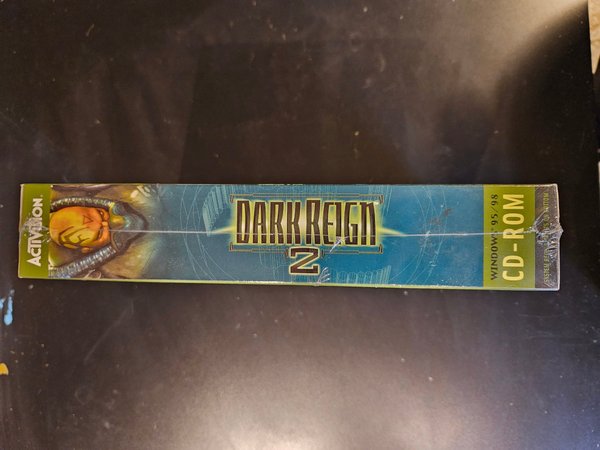 ACTIVISION.
DARK REIGN
2
WINDOWS® 95/98
CD-ROM